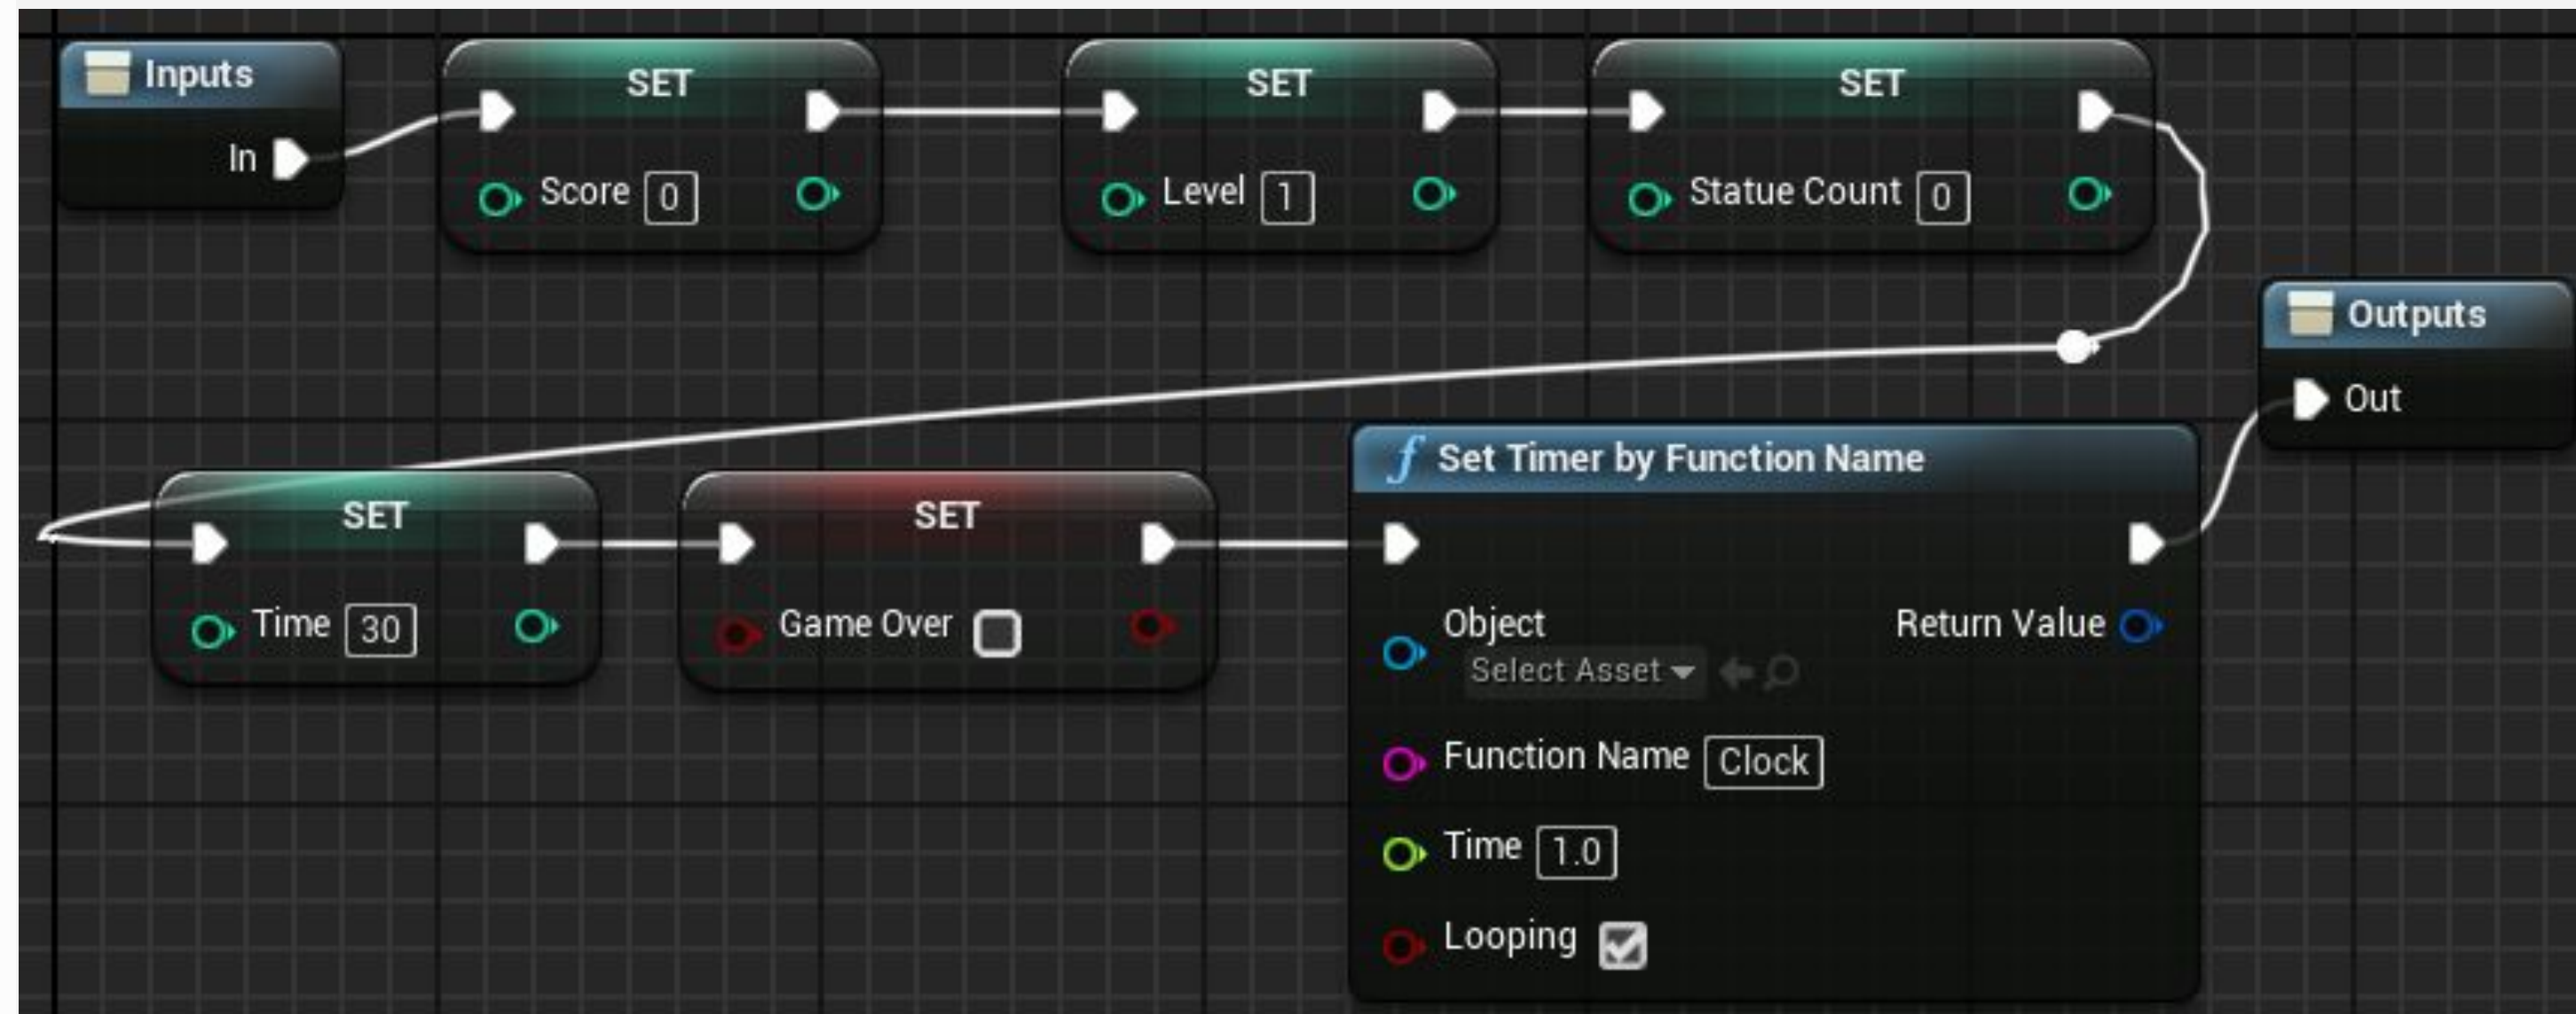 Inputs
In
SET
Score 0
SET
Level 1
SET
Statue Count 0
Outputs
Out
SET
Time 30
SET
Game Over
Set Timer by Function Name
Object
Select Asset
Return Value
Function Name Clock
Time 1.0
Looping